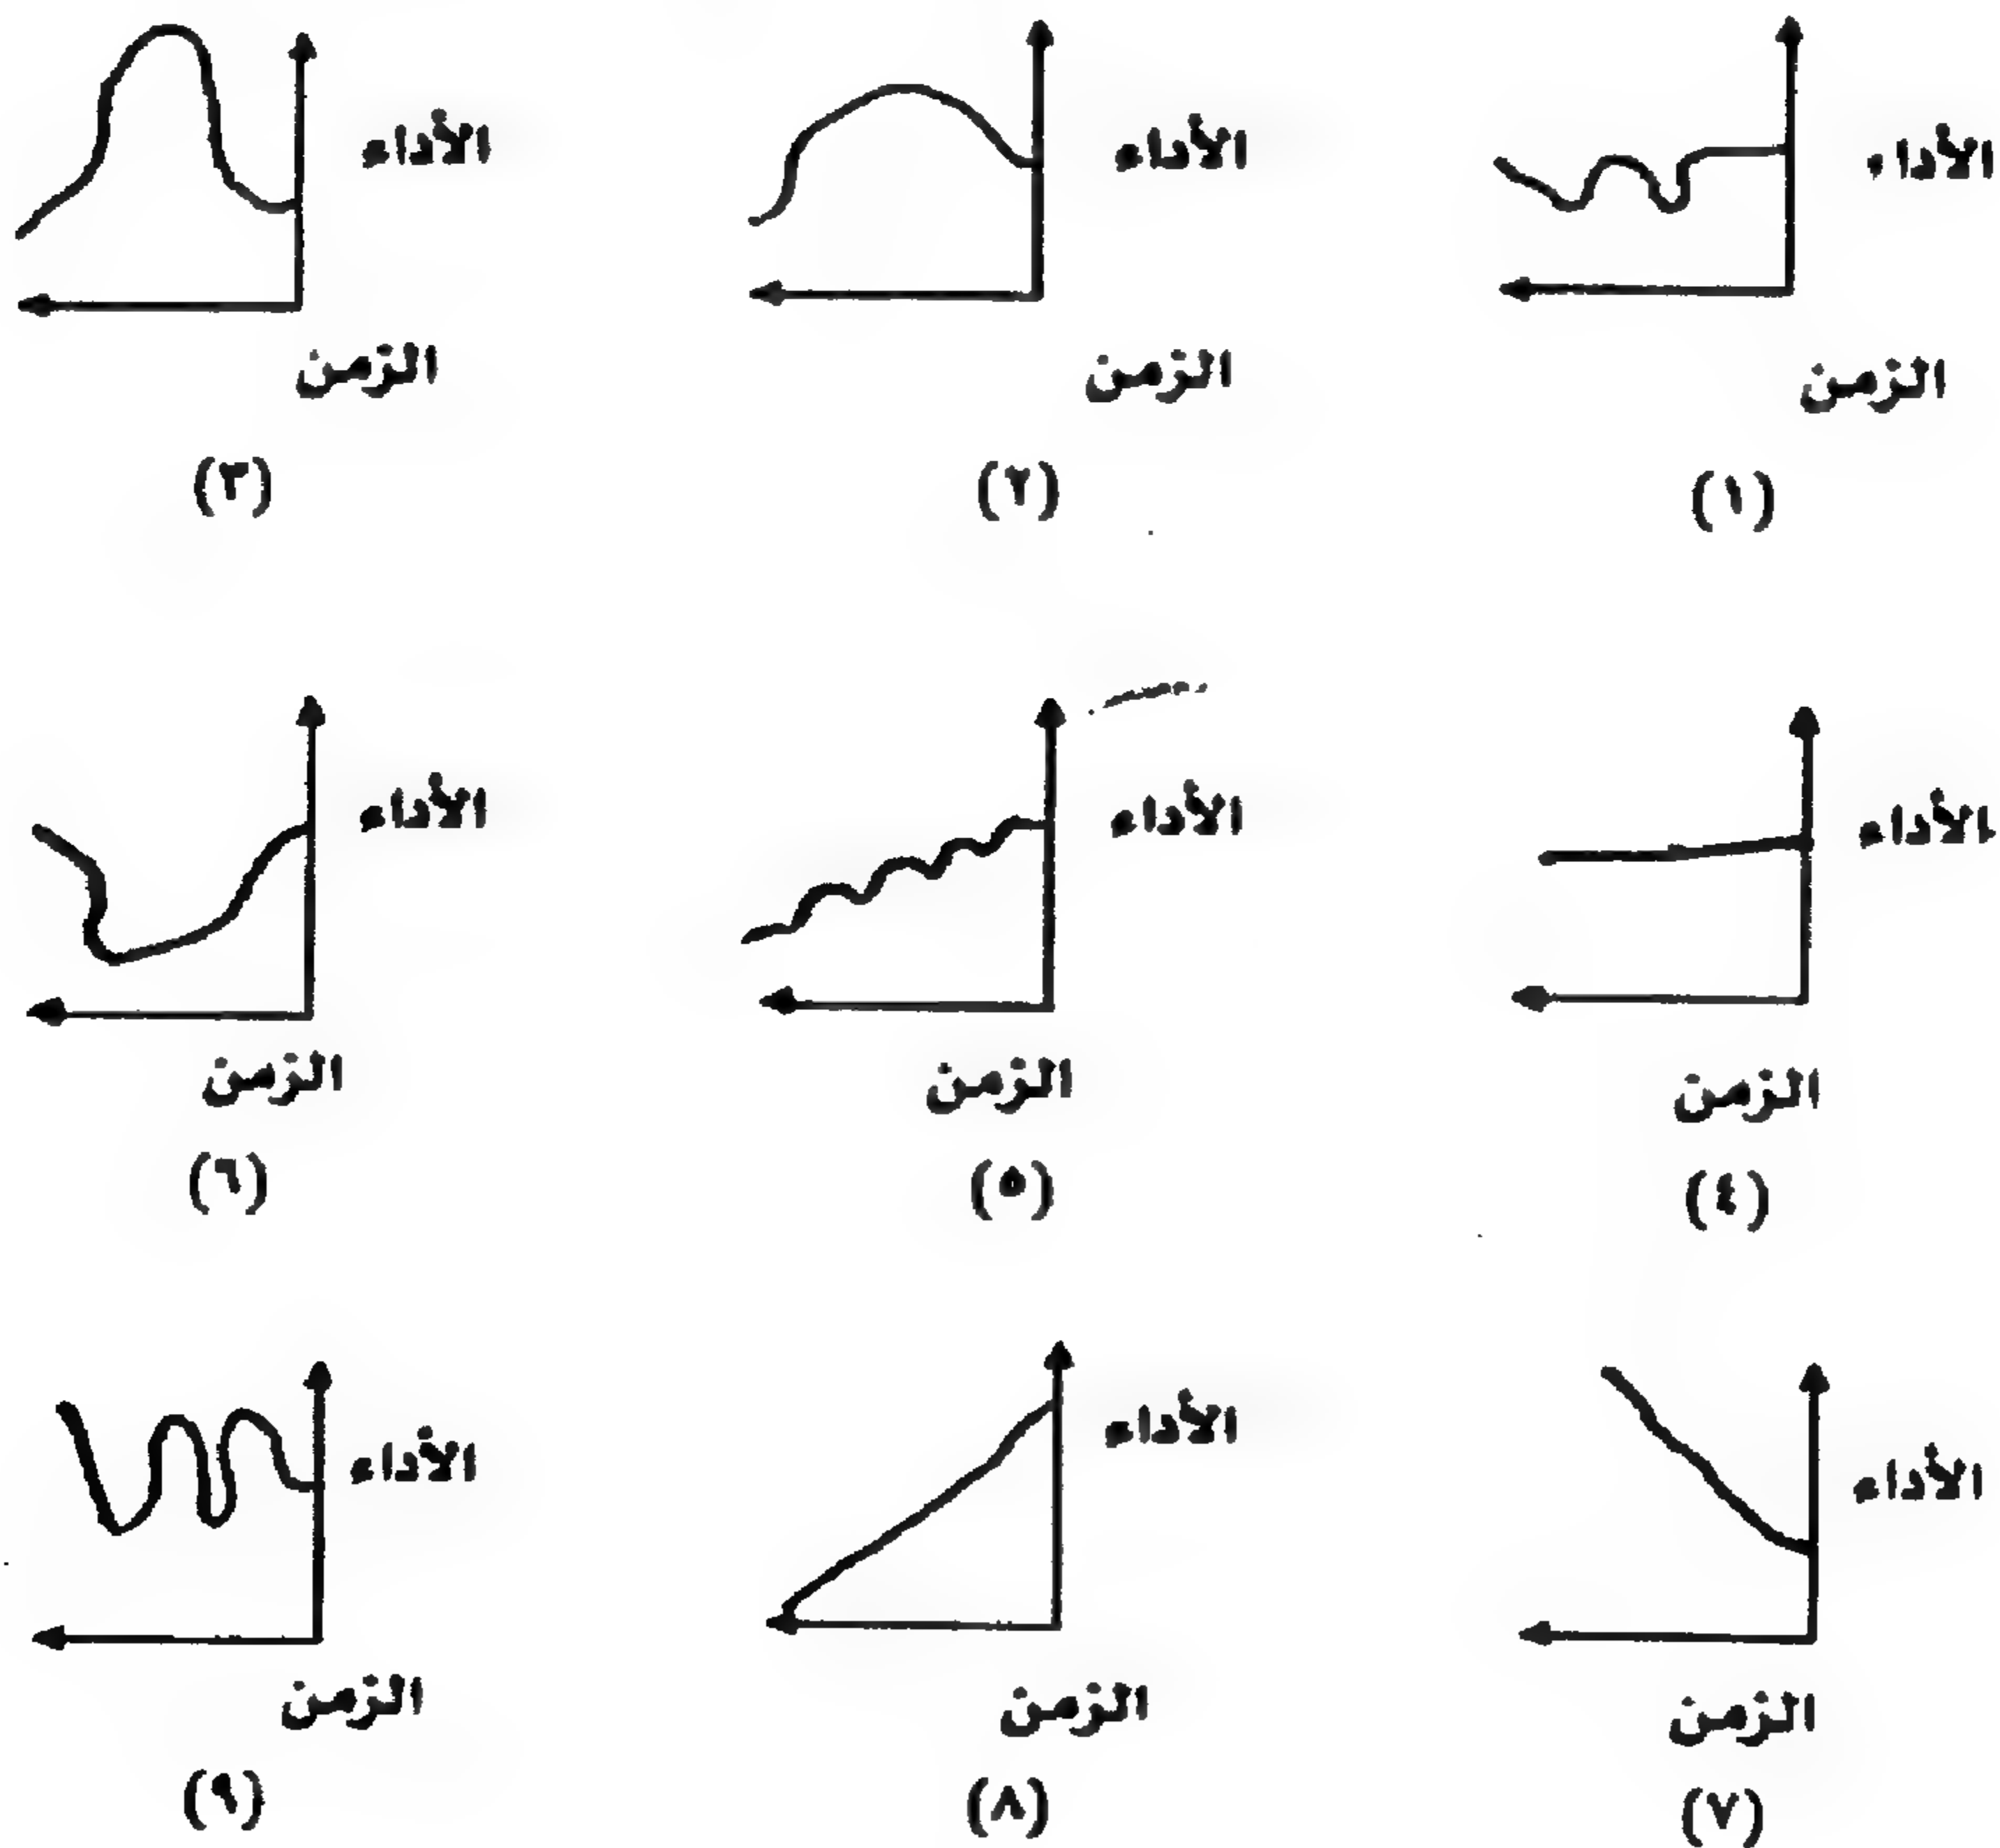 الأداء
الزمن
(١)
الأداء
الزمن
(٢)
الأداء
الزمن
(٣)
الأداء
الزمن
(٤)
الأداء
الزمن
(٥)
الأداء
الزمن
(٦)
الأداء
الزمن
(٧)
الأداء
الزمن
(٨)
الأداء
الزمن
(٩)